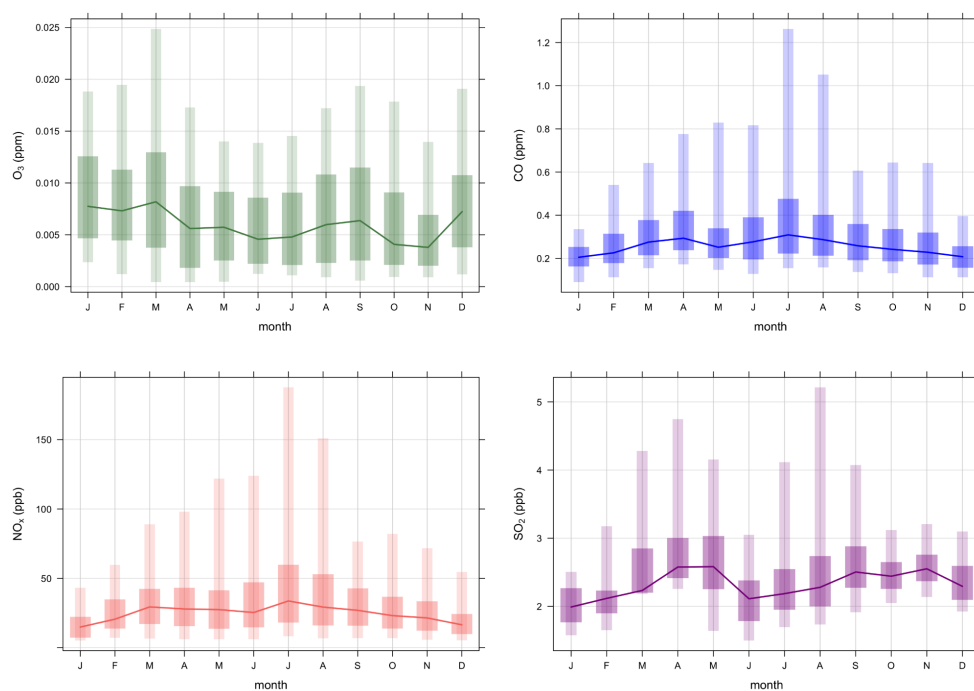 O3 (ppm)
0.025
0.020
0.015
0.010
0.005
0.000
J F M A M J J A S O N D
month
CO (ppm)
1.2
1.0
0.8
0.6
0.4
0.2
J F M A M J J A S O N D
month
NOx (ppb)
150
100
50
J F M A M J J A S O N D
month
SO2 (ppb)
5
4
3
2
J F M A M J J A S O N D
month